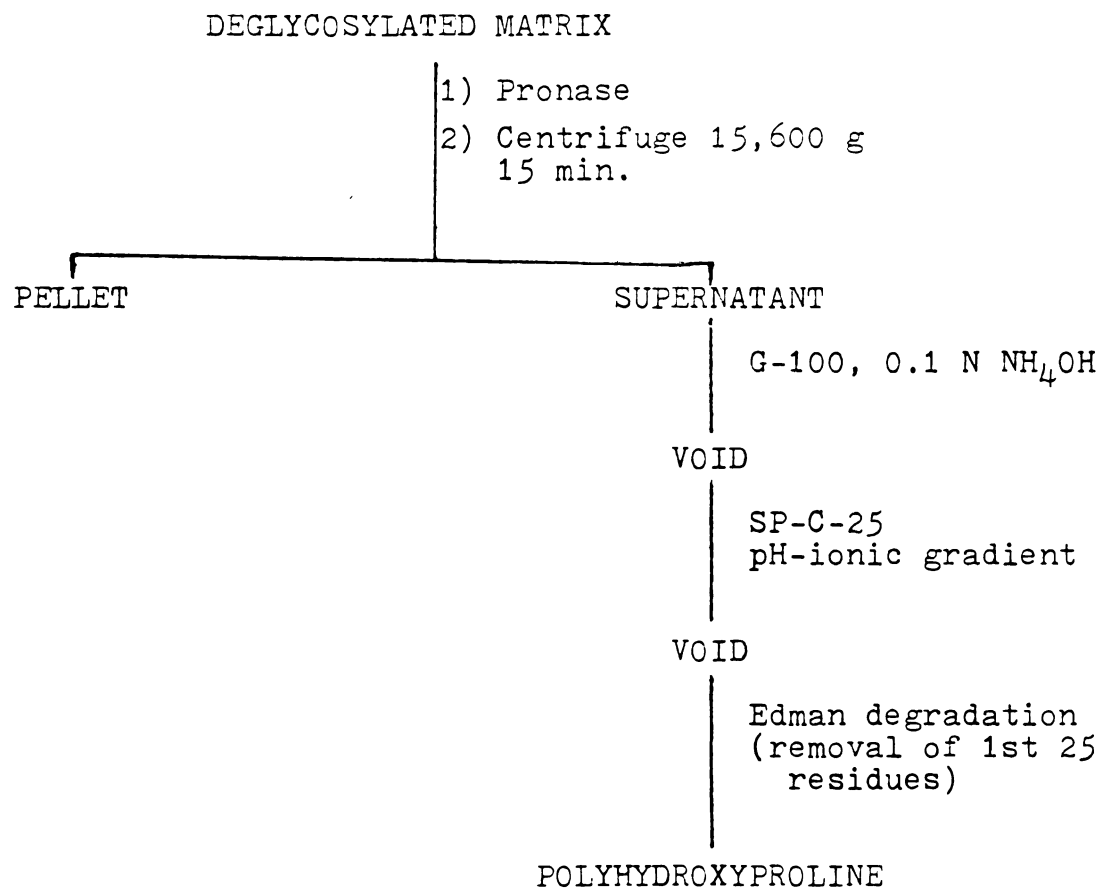 DEGLYCOSYLATED MATRIX
1) Pronase
2) Centrifuge 15,600 g
15 min.
PELLET
SUPERNATANT
G-100, 0.1 N NH₄OH
VOID
SP-C-25
pH-ionic gradient
VOID
Edman degradation
(removal of 1st 25
residues)
POLYHYDROXYPROLINE